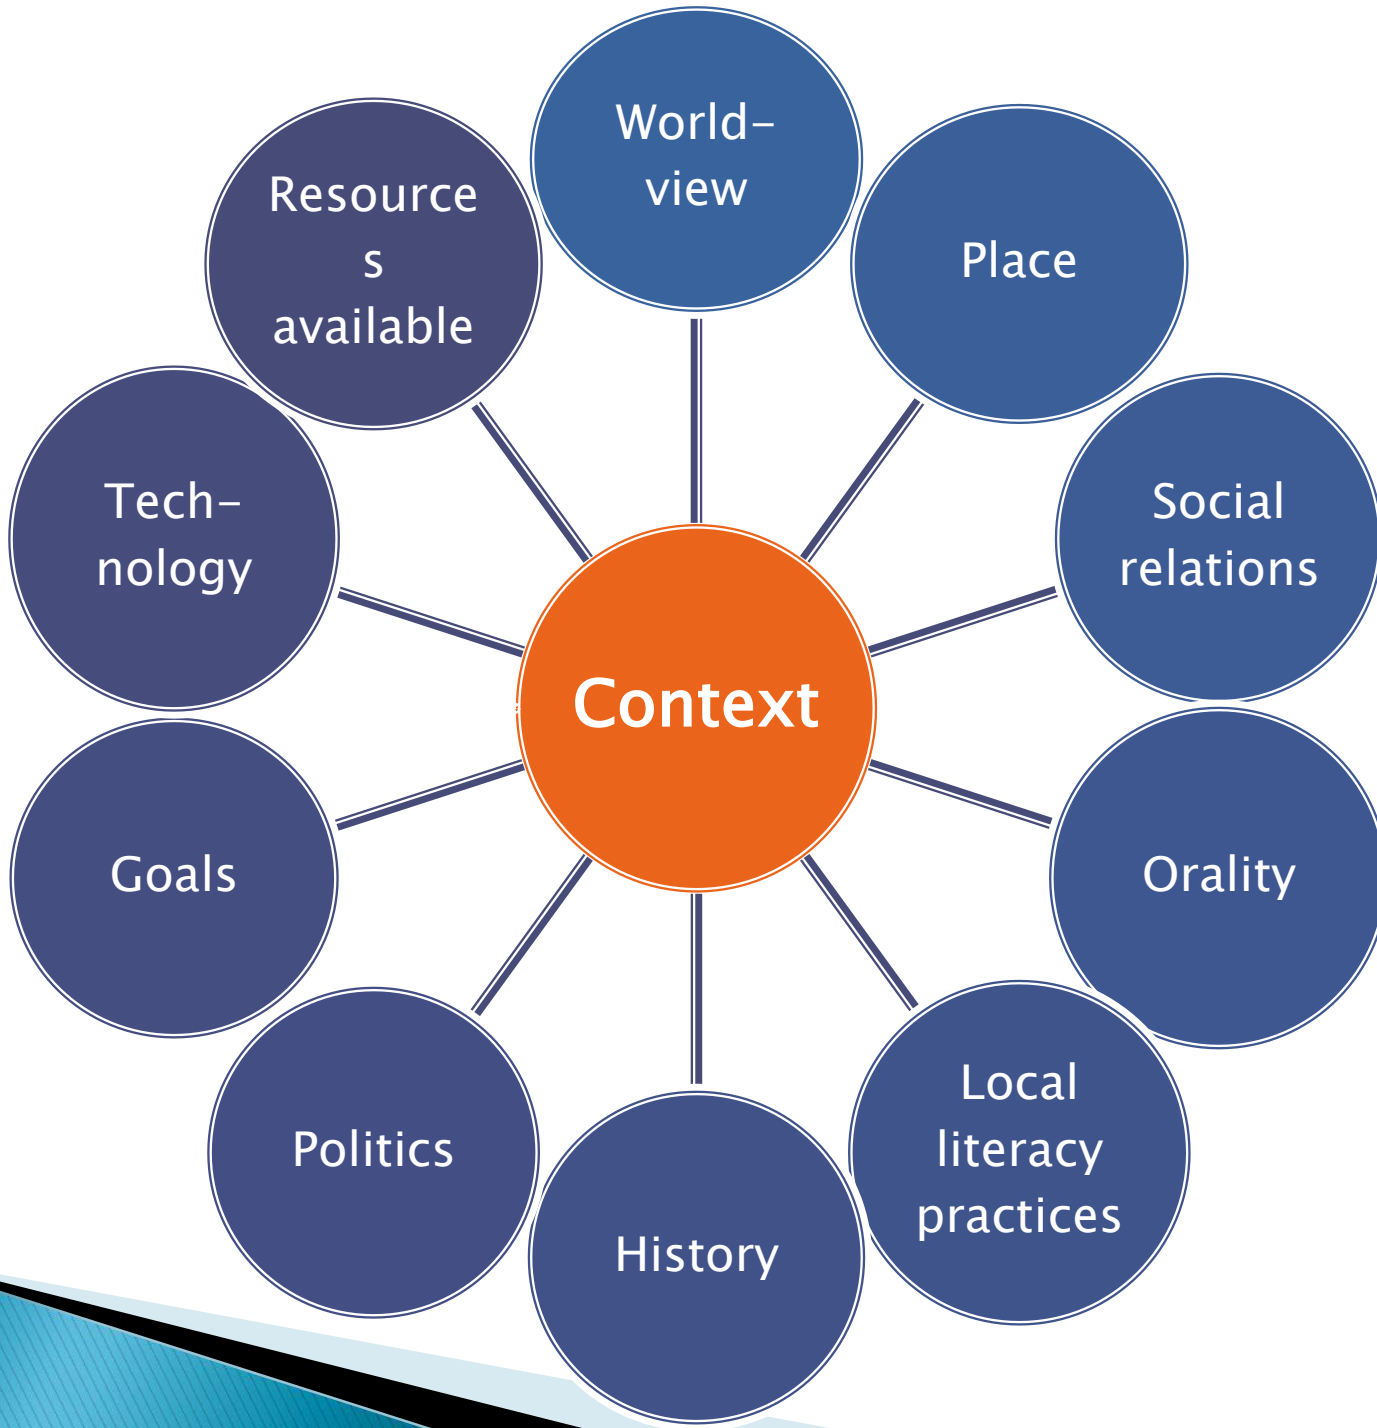 World-
view
Place
Social
relations
Orality
Local
literacy
practices
History
Politics
Goals
Tech-
nology
Resource
s
available
Context